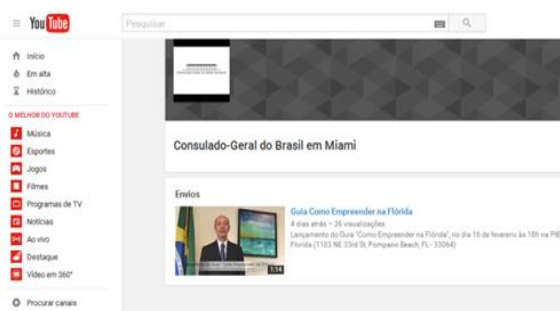 YouTube
Pesquisar
Início
Em alta
Histórico
O MELHOR DO YOUTUBE
Música
Esportes
Jogos
Filmes
Programas de TV
Notícias
Ao vivo
Destaque
Vídeo em 360°
Procurar canais
Consulado-Geral do Brasil em Miami
Envios
Guia Como Empreender na Flórida
4 dias atrás • 36 visualizações
Lançamento do Guia "Como Empreender na Flórida", no dia 16 de fevereiro às 18h na PIB
Florida (1103 NE 33rd St, Pompano Beach, FL - 33064)
1:14